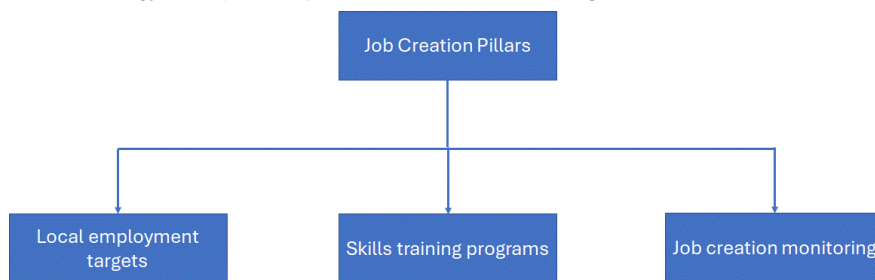 Job Creation Pillars
Local employment
targets
Skills training programs
Job creation monitoring